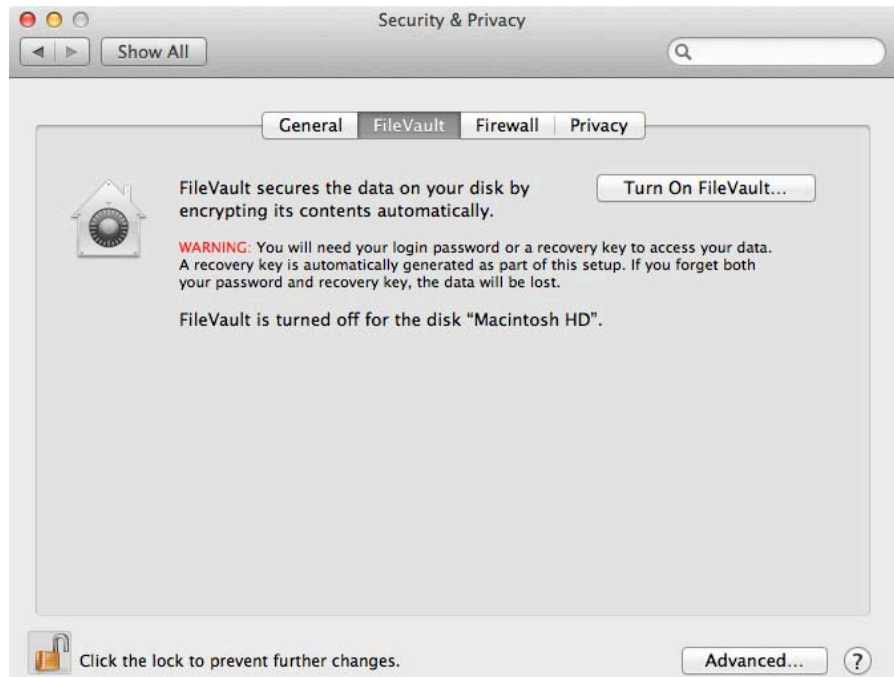 Security & Privacy
Show All
General FileVault Firewall Privacy
FileVault secures the data on your disk by
encrypting its contents automatically.
Turn On FileVault...
WARNING: You will need your login password or a recovery key to access your data.
A recovery key is automatically generated as part of this setup. If you forget both
your password and recovery key, the data will be lost.
FileVault is turned off for the disk “Macintosh HD”.
Click the lock to prevent further changes.
Advanced... ?